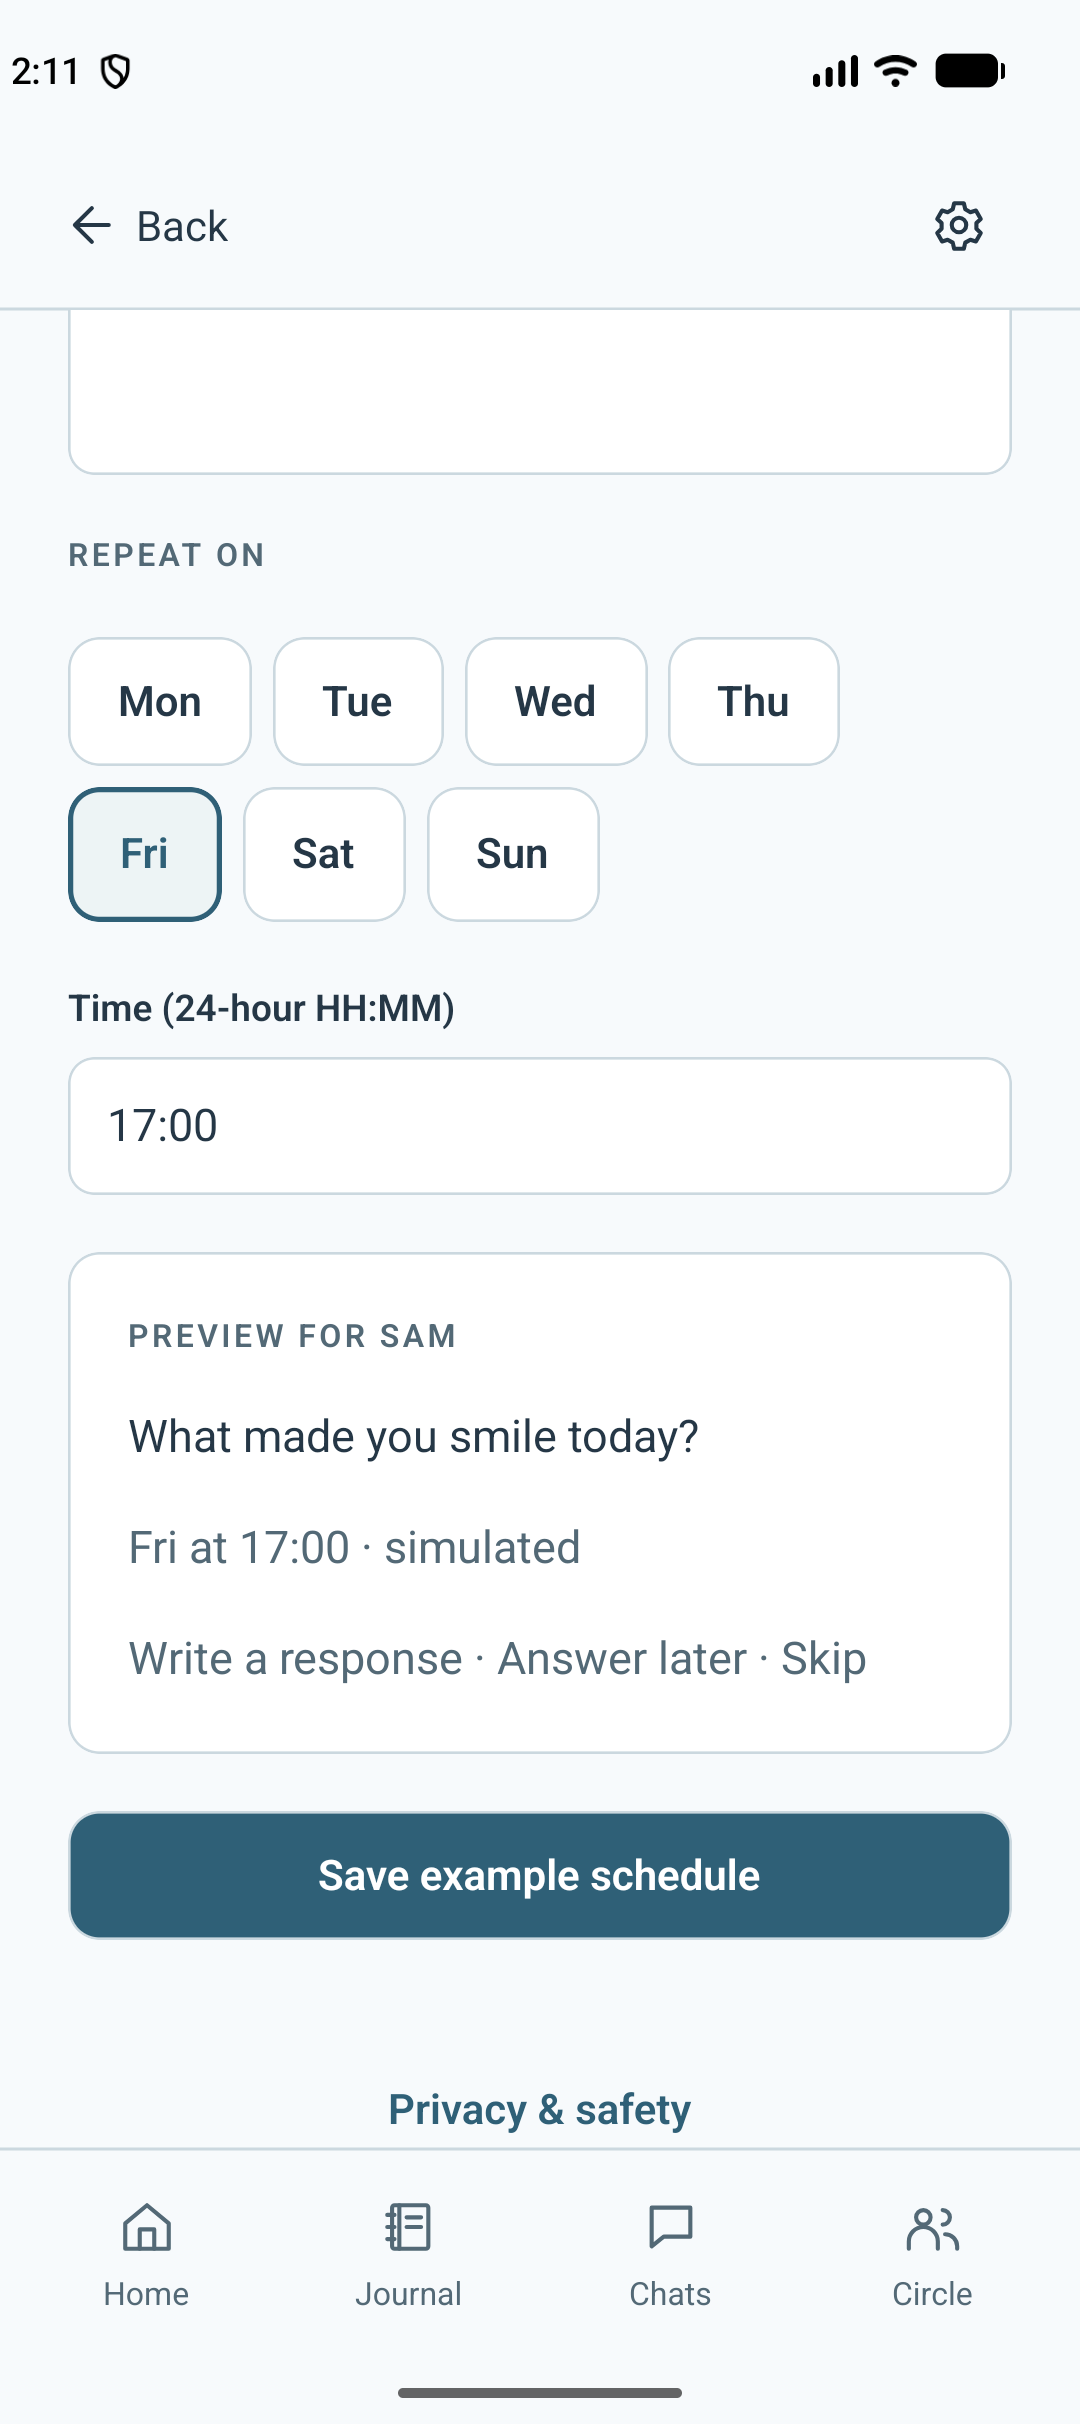 2:11
Back
REPEAT ON
Mon Tue Wed Thu
Fri Sat Sun
Time (24-hour HH:MM)
17:00
PREVIEW FOR SAM
What made you smile today?
Fri at 17:00 · simulated
Write a response · Answer later · Skip
Save example schedule
Privacy & safety
Home Journal Chats Circle